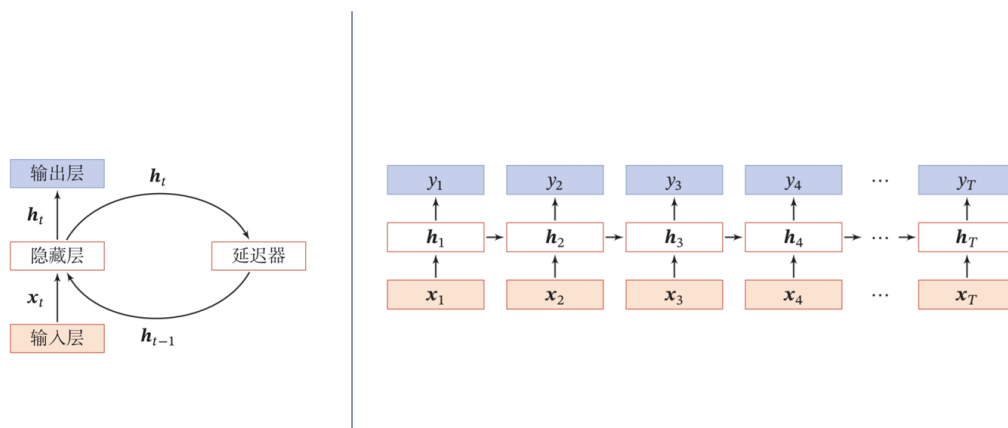 输出层
h_t
h_t
隐藏层
延迟器
x_t
h_{t−1}
输入层
y_1 y_2 y_3 y_4 ⋯ y_T
h_1 h_2 h_3 h_4 ⋯ h_T
x_1 x_2 x_3 x_4 ⋯ x_T